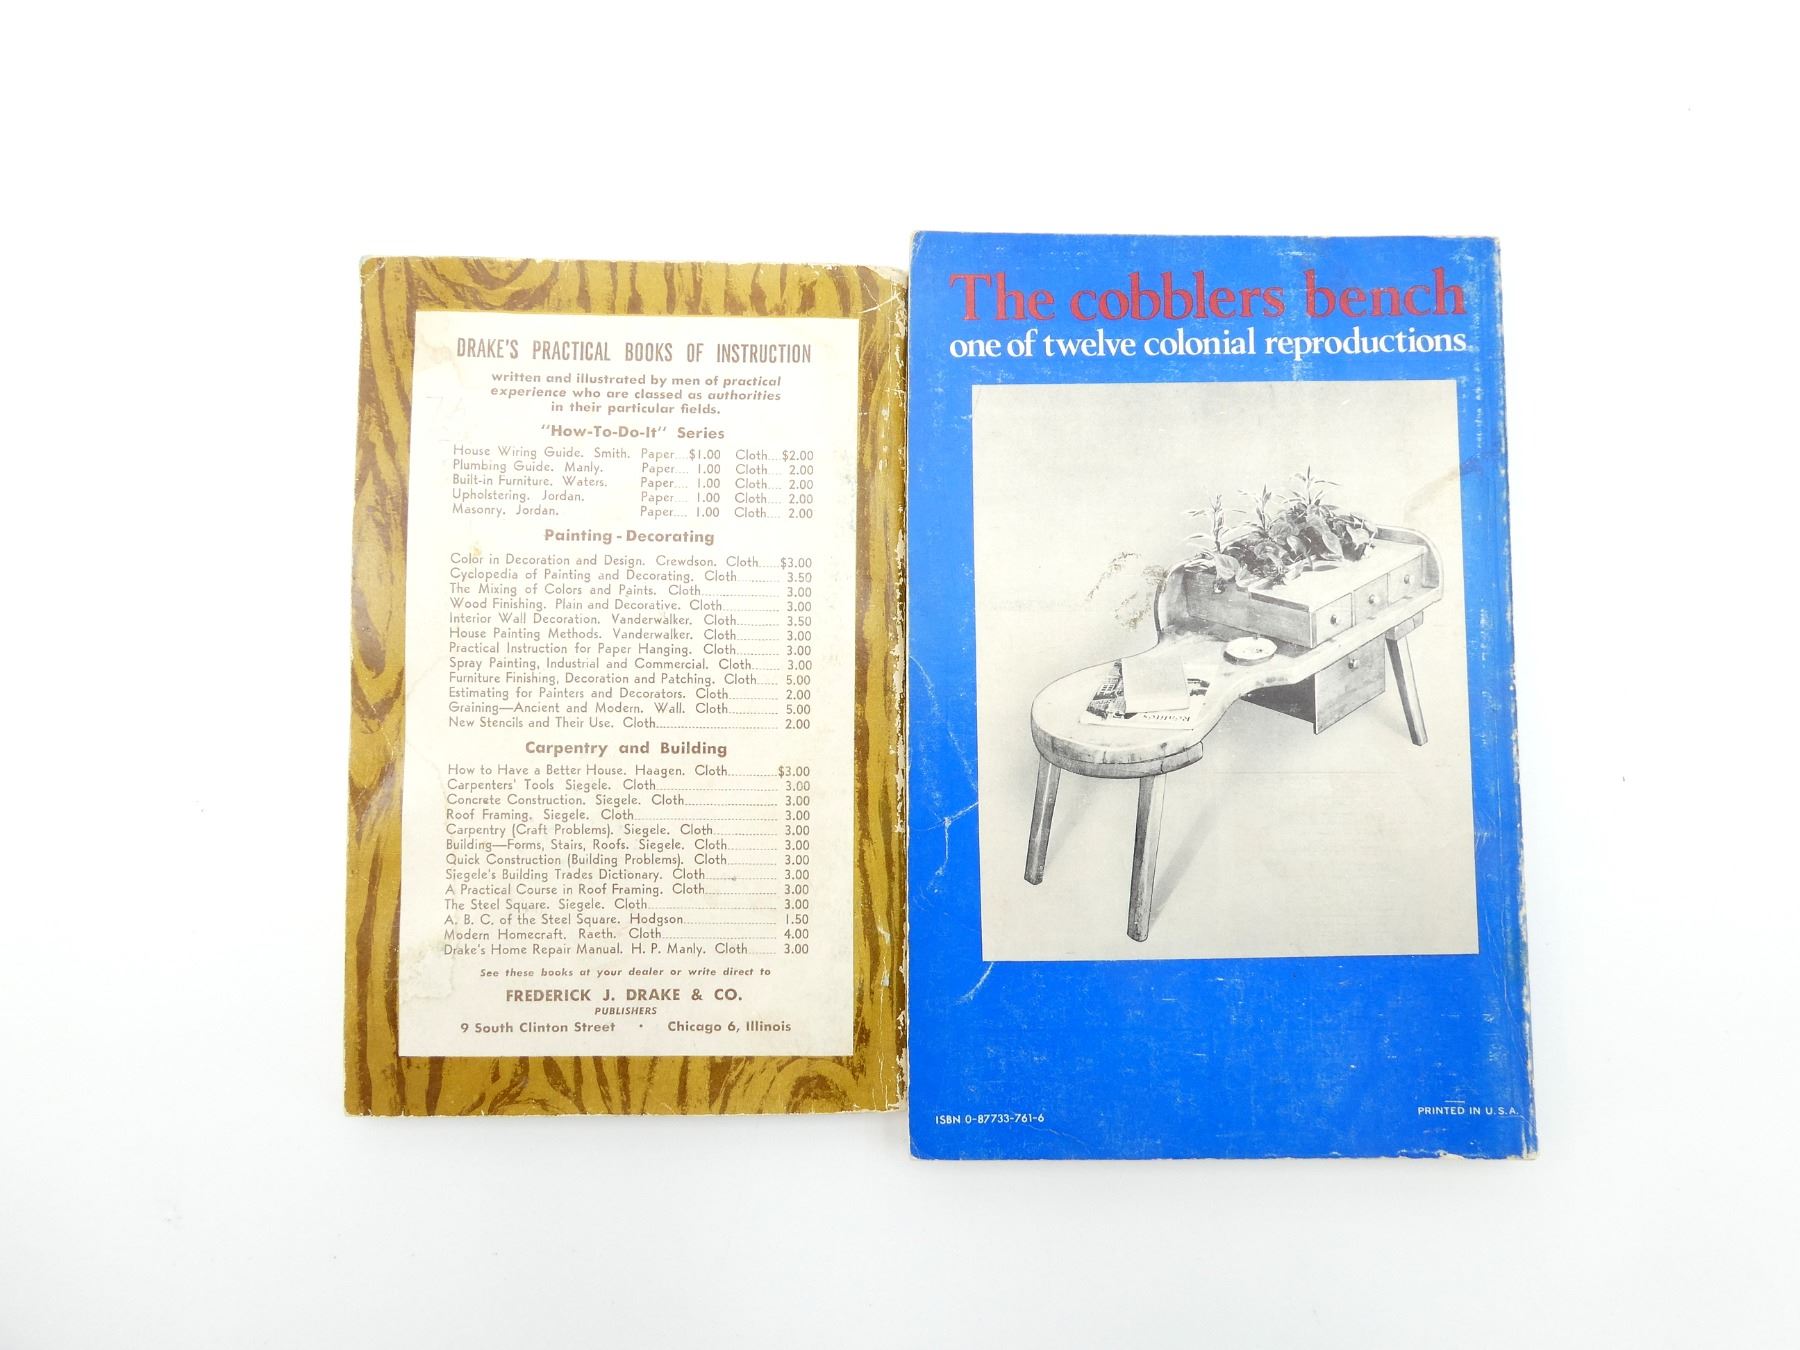 DRAKE'S PRACTICAL BOOKS OF INSTRUCTION
written and illustrated by men of practical
experience who are classed as authorities
in their particular fields.
"How-To-Do-It" Series
House Wiring Guide. Smith. Paper....$1.00 Cloth....$2.00
Plumbing Guide. Manly. Paper.... 1.00 Cloth.... 2.00
Built-in Furniture. Waters. Paper.... 1.00 Cloth.... 2.00
Upholstering. Jordan. Paper.... 1.00 Cloth.... 2.00
Masonry. Jordan. Paper.... 1.00 Cloth.... 2.00
Painting - Decorating
Color in Decoration and Design. Crewdson. Cloth......$3.00
Cyclopedia of Painting and Decorating. Cloth............ 3.50
The Mixing of Colors and Paints. Cloth.................... 3.00
Wood Finishing. Plain and Decorative. Cloth............. 3.00
Interior Wall Decoration. Vanderwalker. Cloth........... 3.50
House Painting Methods. Vanderwalker. Cloth........... 3.00
Practical Instruction for Paper Hanging. Cloth........... 3.00
Spray Painting, Industrial and Commercial. Cloth........ 3.00
Furniture Finishing, Decoration and Patching. Cloth...... 5.00
Estimating for Painters and Decorators. Cloth............. 2.00
Graining—Ancient and Modern. Wall. Cloth............. 5.00
New Stencils and Their Use. Cloth............................ 2.00
Carpentry and Building
How to Have a Better House. Haagen. Cloth.............$3.00
Carpenters' Tools Siegele. Cloth................................ 3.00
Concrete Construction. Siegele. Cloth........................ 3.00
Roof Framing. Siegele. Cloth..................................... 3.00
Carpentry (Craft Problems). Siegele. Cloth................. 3.00
Building—Forms, Stairs, Roofs. Siegele. Cloth............. 3.00
Quick Construction (Building Problems). Cloth............. 3.00
Siegele's Building Trades Dictionary. Cloth................... 3.00
A Practical Course in Roof Framing. Cloth................... 3.00
The Steel Square. Siegele. Cloth................................. 3.00
A. B. C. of the Steel Square. Hodgson......................... 1.50
Modern Homecraft. Raeth. Cloth............................... 4.00
Drake's Home Repair Manual. H. P. Manly. Cloth......... 3.00
See these books at your dealer or write direct to
FREDERICK J. DRAKE & CO.
PUBLISHERS
9 South Clinton Street • Chicago 6, Illinois
The cobblers bench
one of twelve colonial reproductions
ISBN 0-87733-761-6
PRINTED IN U.S.A.